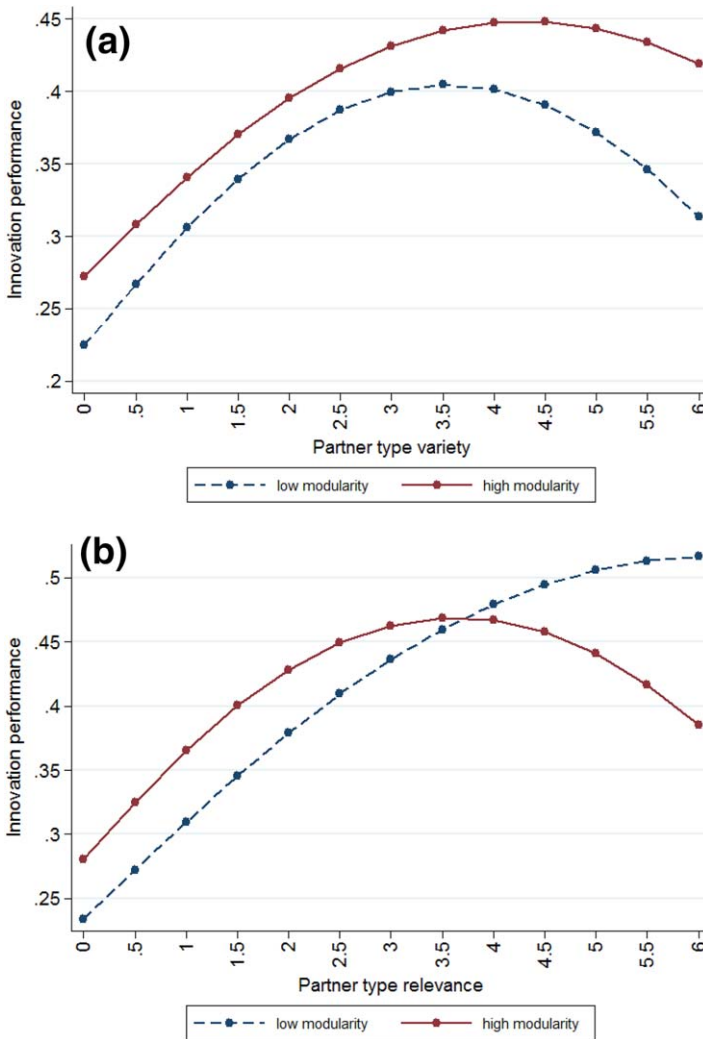 (a)
Innovation performance
.45
.4
.35
.3
.25
.2
0 .5 1 1.5 2 2.5 3 3.5 4 4.5 5 5.5 6
Partner type variety
low modularity high modularity
(b)
Innovation performance
.5
.45
.4
.35
.3
.25
0 .5 1 1.5 2 2.5 3 3.5 4 4.5 5 5.5 6
Partner type relevance
low modularity high modularity